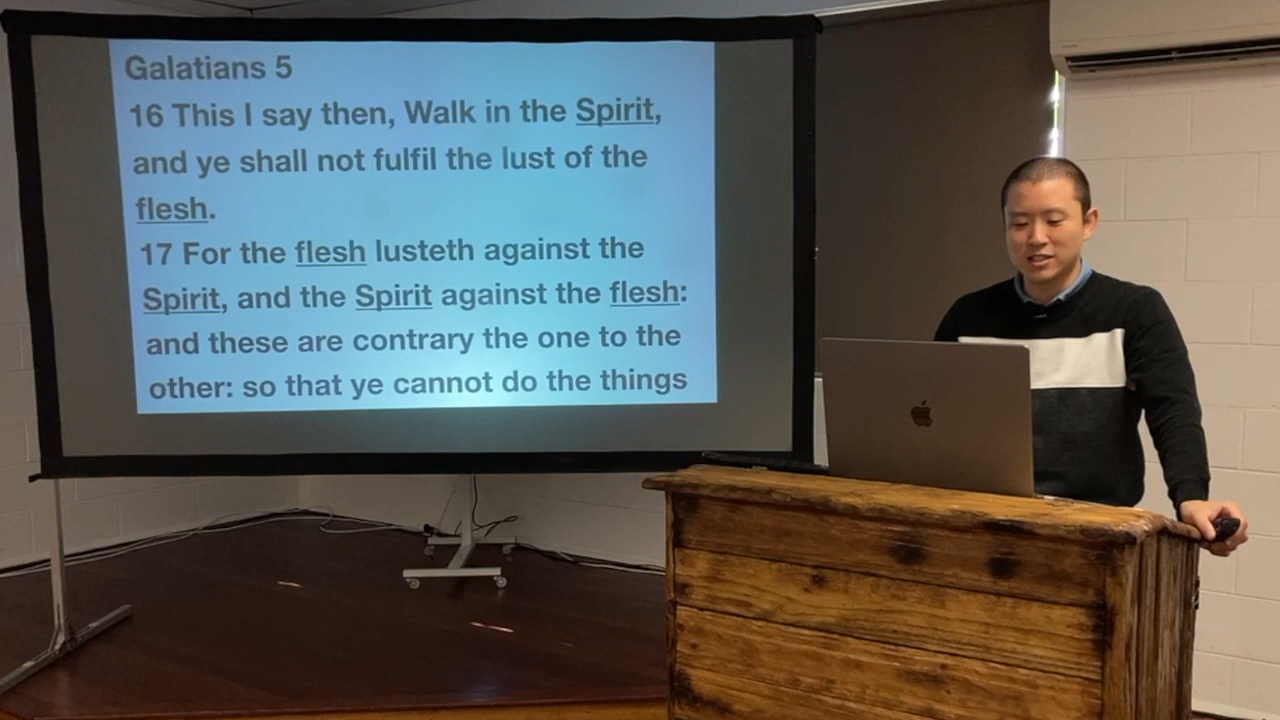 Galatians 5
16 This I say then, Walk in the Spirit,
and ye shall not fulfil the lust of the
flesh.
17 For the flesh lusteth against the
Spirit, and the Spirit against the flesh:
and these are contrary the one to the
other: so that ye cannot do the things